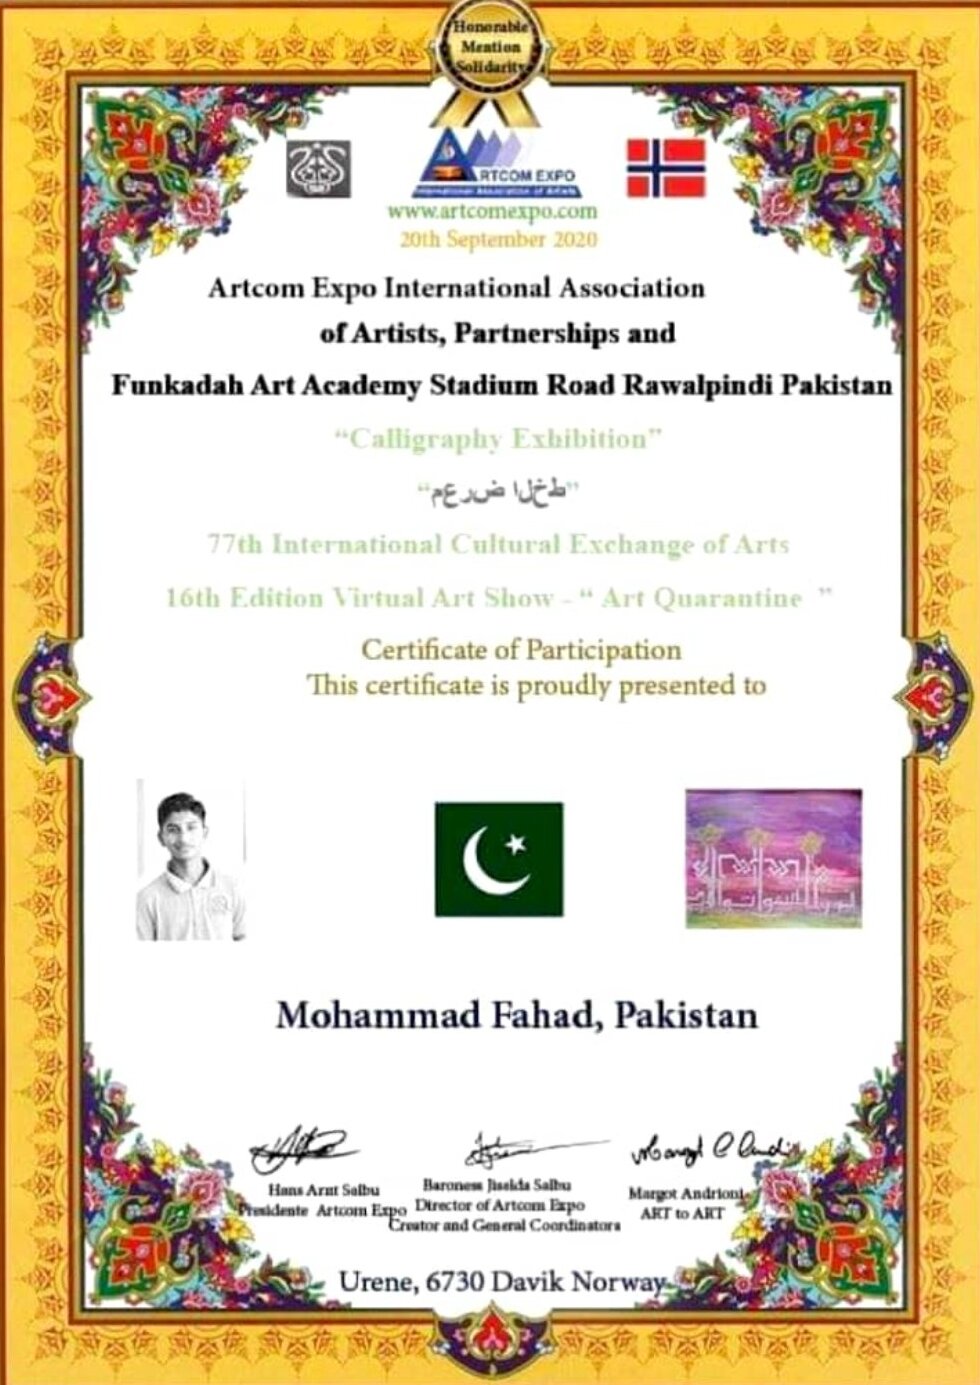 Honorable
Mention
Solidarity
ARTCOM EXPO
International Association of Artists
www.artcomexpo.com
20th September 2020
Artcom Expo International Association
of Artists, Partnerships and
Funkadah Art Academy Stadium Road Rawalpindi Pakistan
“Calligraphy Exhibition”
“معرض الخط”
77th International Cultural Exchange of Arts
16th Edition Virtual Art Show - “ Art Quarantine ”
Certificate of Participation
This certificate is proudly presented to
Mohammad Fahad, Pakistan
Hans Arnt Salbu
Presidente Artcom Expo
Baroness Jiselda Salbu
Director of Artcom Expo
Creator and General Coordinators
Margot Andrioni
ART to ART
Urene, 6730 Davik Norway